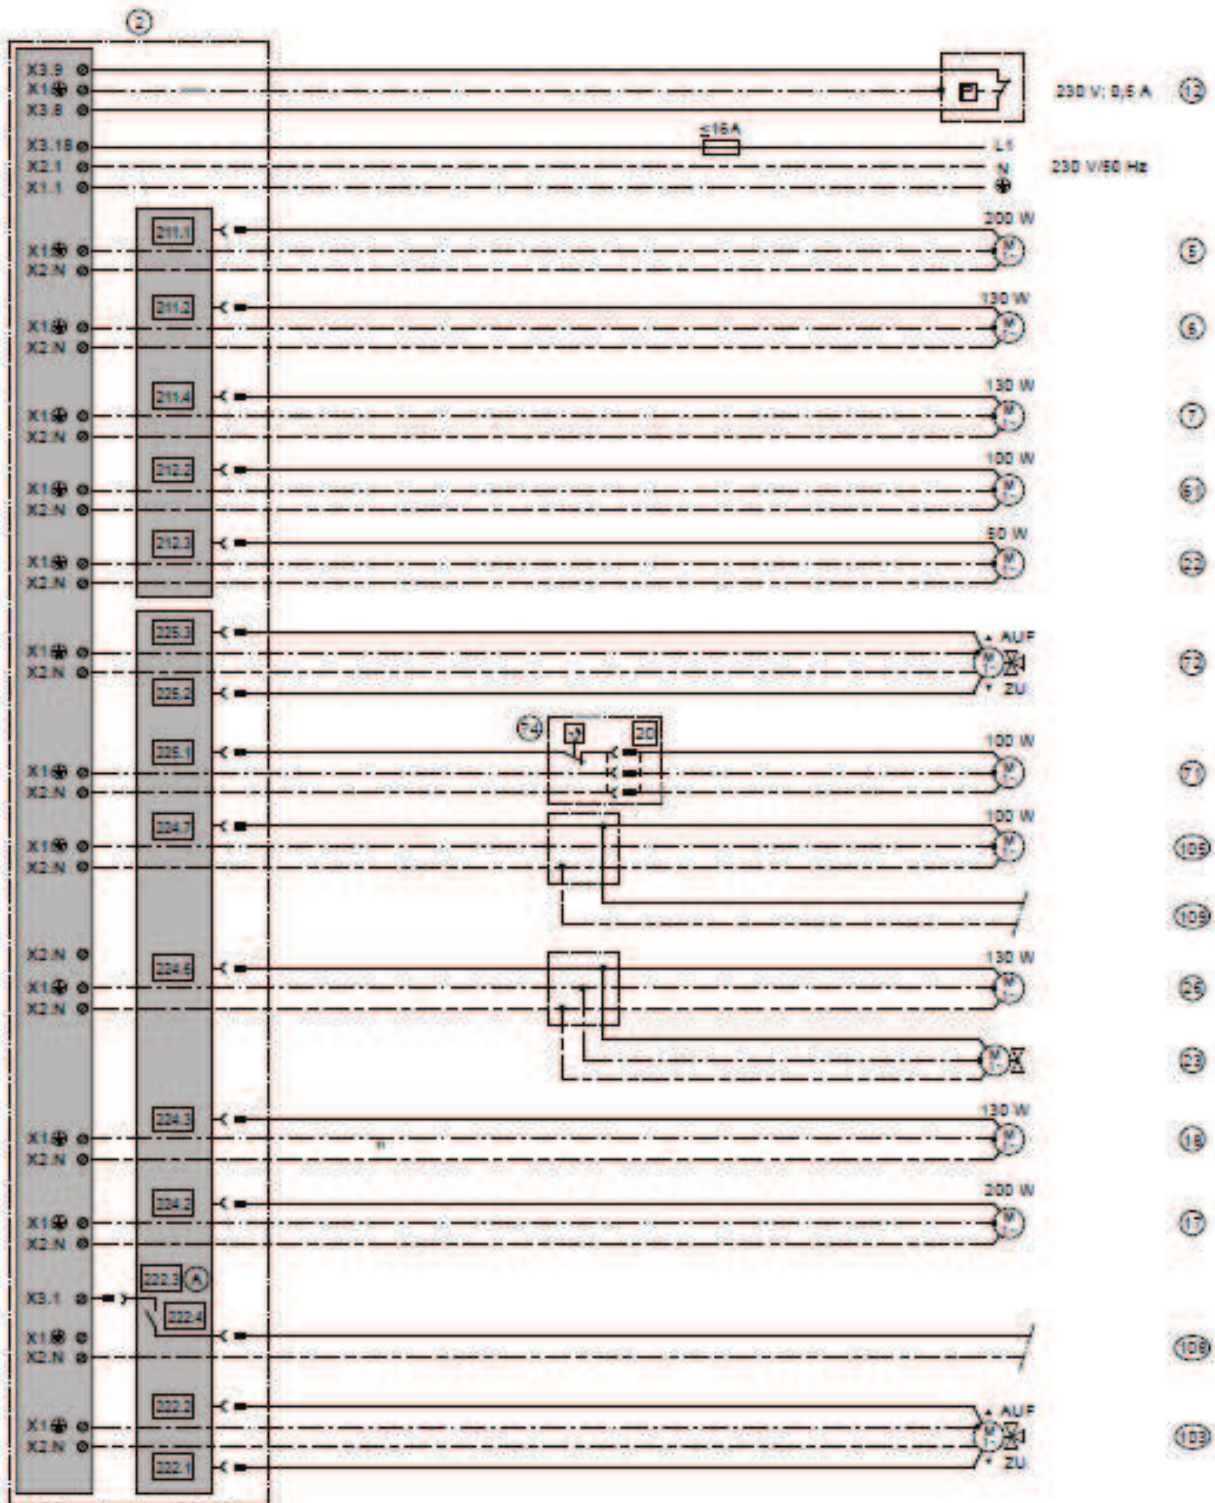 2
X3.9
X1
X3.8
P
230 V; 0,5 A
12
≤16A
X3.18
L1
X2.1
N
230 V/50 Hz
X1.1
211.1
200 W
X1
M
5
X2.N
211.2
130 W
X1
M
6
X2.N
211.4
130 W
X1
M
7
X2.N
212.2
100 W
X1
M
X2.N
212.3
50 W
X1
M
22
X2.N
225.3
AUF
X1
M
72
X2.N
225.2
ZU
20
225.1
100 W
X1
M
71
X2.N
224.7
100 W
X1
M
105
X2.N
109
X2.N
224.6
130 W
X1
M
25
X2.N
M
23
224.3
130 W
X1
M
X2.N
224.2
200 W
X1
M
17
X2.N
222.3
A
X3.1
222.4
X1
X2.N
222.2
AUF
X1
M
103
X2.N
222.1
ZU